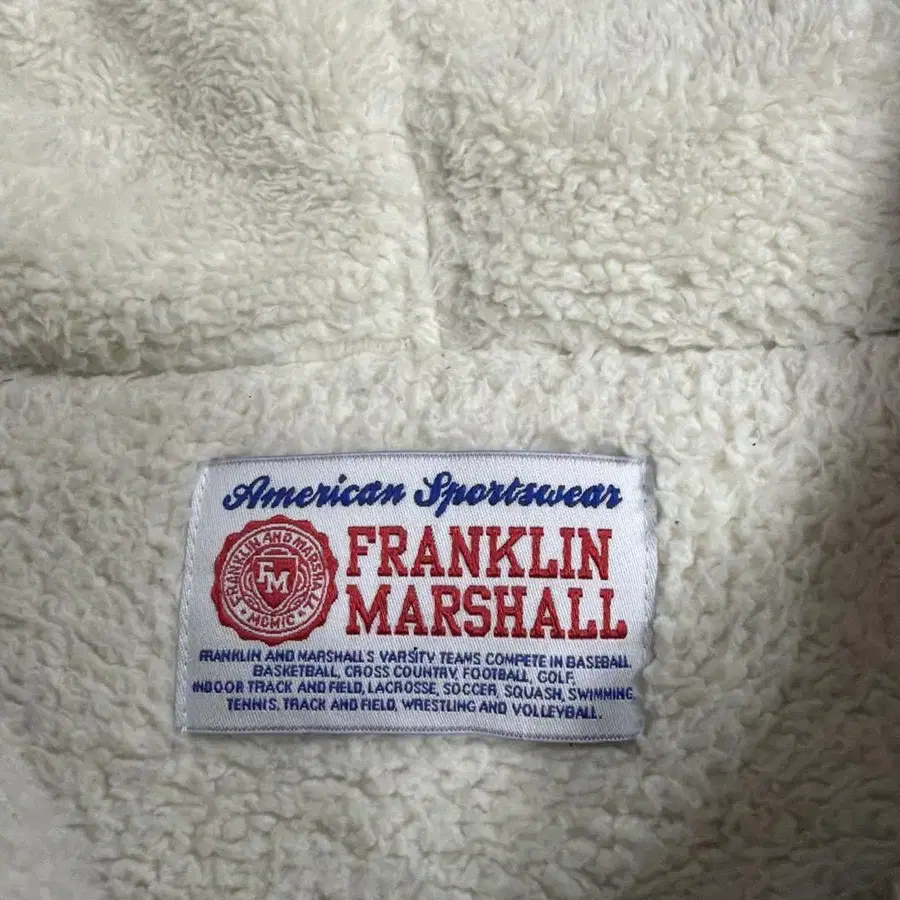 American Sportswear
FRANKLIN AND MARSHALL
FM
MCMIC
FRANKLIN
MARSHALL
FRANKLIN AND MARSHALLS VARSITY TEAMS COMPETE IN BASEBALL,
BASKETBALL, CROSS COUNTRY, FOOTBALL, GOLF,
INDOOR TRACK AND FIELD, LACROSSE, SOCCER, SQUASH, SWIMMING,
TENNIS, TRACK AND FIELD, WRESTLING AND VOLLEYBALL.